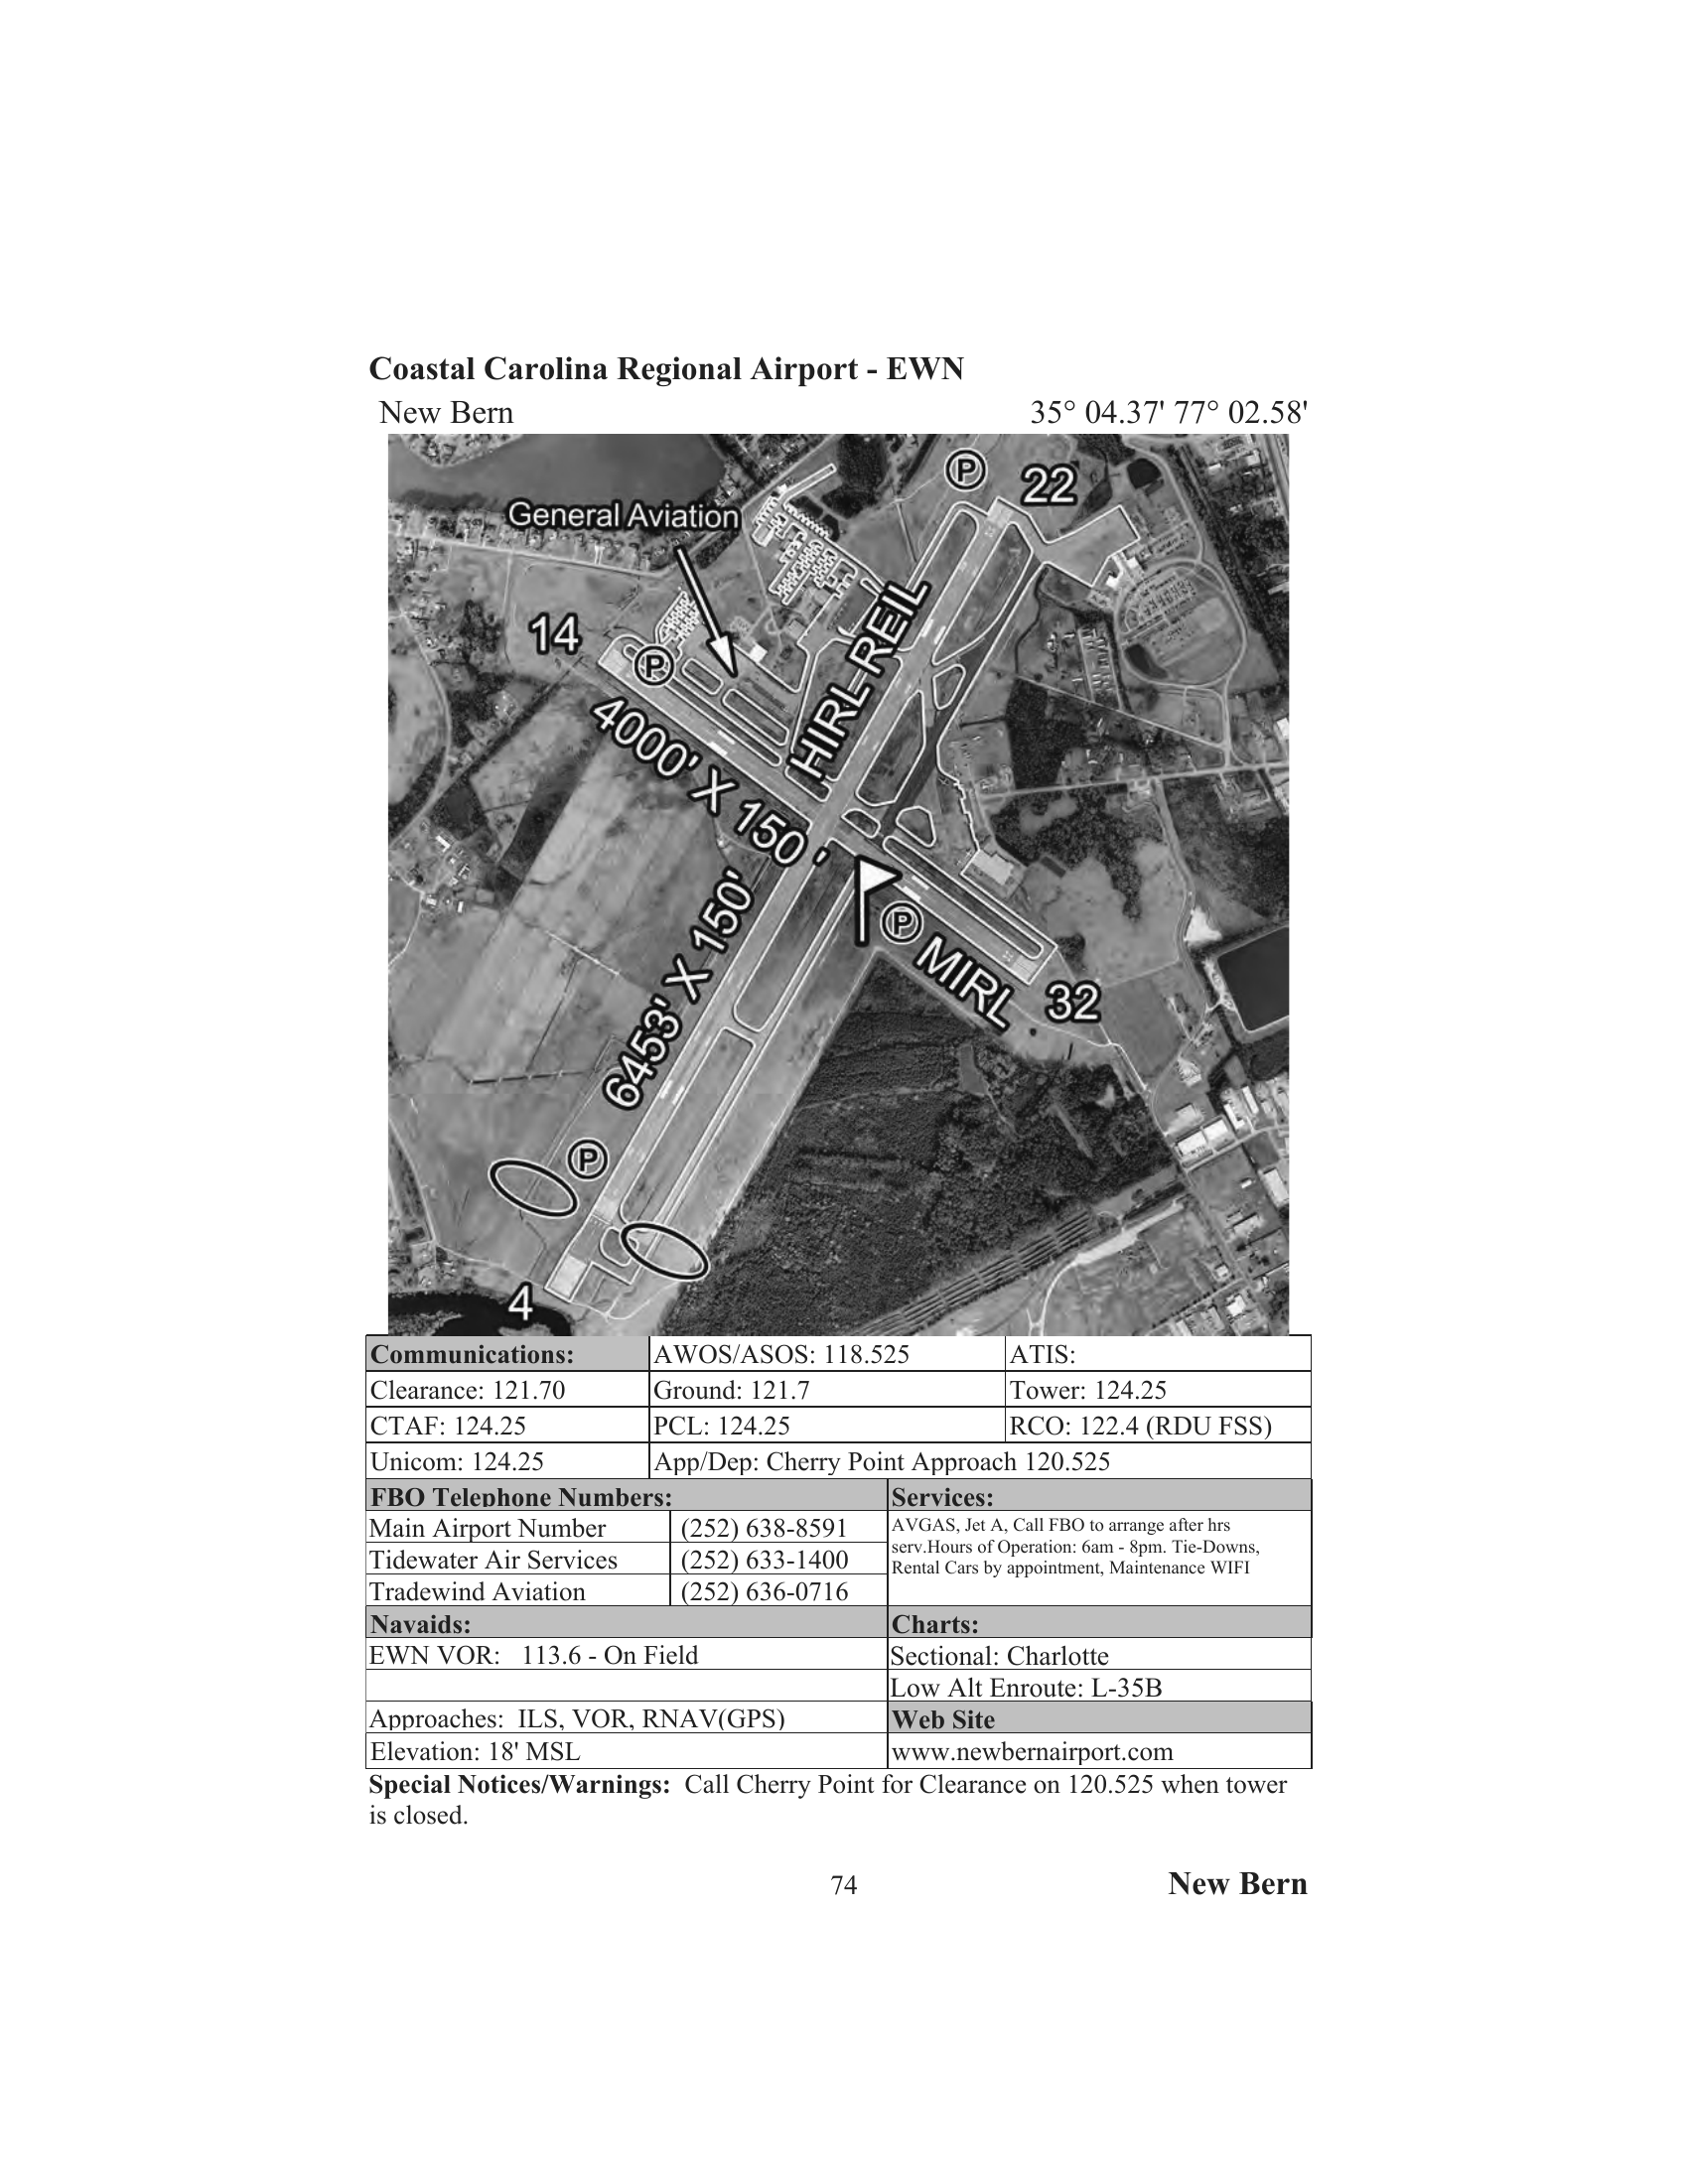 Coastal Carolina Regional Airport - EWN
New Bern 35° 04.37' 77° 02.58'
P
22
General Aviation
14
P
HIRL-REIL
4000' X 150 '
6453' X 150'
P
MIRL
32
P
4
Communications: AWOS/ASOS: 118.525 ATIS:
Clearance: 121.70 Ground: 121.7 Tower: 124.25
CTAF: 124.25 PCL: 124.25 RCO: 122.4 (RDU FSS)
Unicom: 124.25 App/Dep: Cherry Point Approach 120.525
FBO Telephone Numbers: Services:
Main Airport Number (252) 638-8591
Tidewater Air Services (252) 633-1400
Tradewind Aviation (252) 636-0716
AVGAS, Jet A, Call FBO to arrange after hrs
serv.Hours of Operation: 6am - 8pm. Tie-Downs,
Rental Cars by appointment, Maintenance WIFI
Navaids: Charts:
EWN VOR: 113.6 - On Field Sectional: Charlotte
Low Alt Enroute: L-35B
Approaches: ILS, VOR, RNAV(GPS) Web Site
Elevation: 18' MSL www.newbernairport.com
Special Notices/Warnings: Call Cherry Point for Clearance on 120.525 when tower
is closed.
74 New Bern